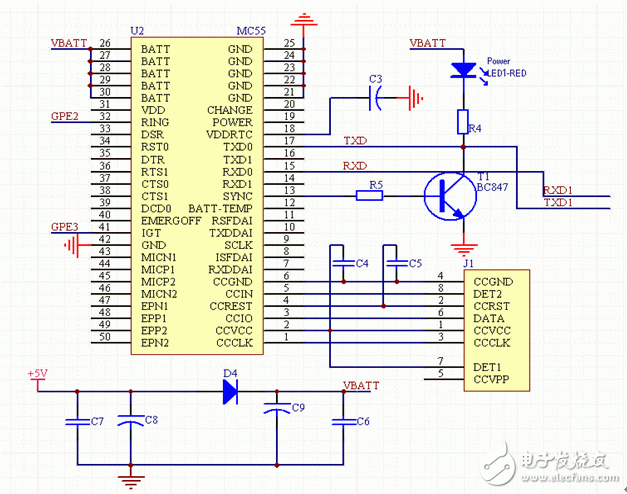 U2 MC55
VBATT 26 BATT GND 25
27 BATT GND 24
28 BATT GND 23
29 BATT GND 22
30 BATT GND 21
31 VDD CHANGE 20
GPE2 32 RING POWER 19
33 DSR VDDRTC 18
34 RST0 TXD0 17 TXD
35 DTR TXD1 16
36 RTS1 RXD0 15 RXD
37 CTS0 RXD1 14
38 CTS1 SYNC 13
39 DCD0 BATT-TEMP 12
40 EMERGOFF RSFDAI 11
GPE3 41 IGT TXDDAI 10
42 GND SCLK 9
43 MICN1 ISFDAI 8
44 MICP1 RXDDAI 7
45 MICP2 CCGND 6
46 MICN2 CCIN 5
47 EPN1 CCREST 4
48 EPP1 CCIO 3
49 EPP2 CCVCC 2
50 EPN2 CCCLK 1
VBATT
Power
LED1-RED
C3
R4
T1
BC847
R5
RXD1
TXD1
C4
C5
J1
4 CCGND
8 DET2
2 CCRST
6 DATA
1 CCVCC
3 CCCLK
7 DET1
5 CCVPP
+5V
D4
VBATT
C7
C8
C9
C6
电子发烧友
www.elecfans.com